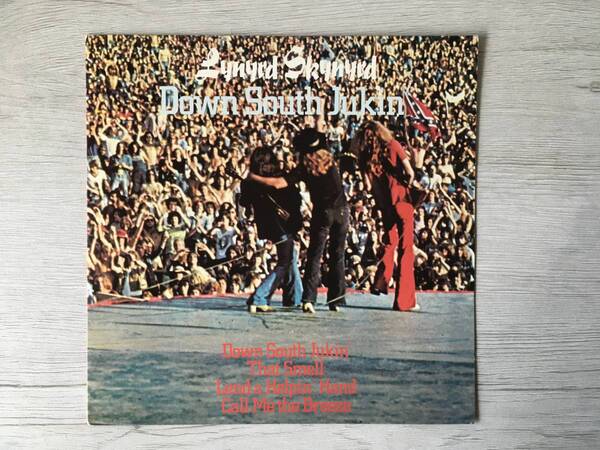 Lynyrd Skynyrd
Down South Jukin
Down South Jukin'
That Smell
Lend a Helpin' Hand
Call Me the Breeze